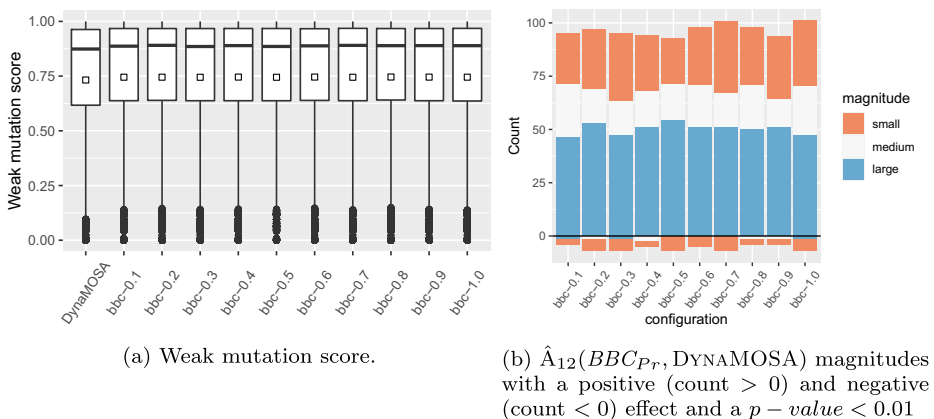 Weak mutation score
1.00
0.75
0.50
0.25
0.00
DynaMOSA
bbc−0.1
bbc−0.2
bbc−0.3
bbc−0.4
bbc−0.5
bbc−0.6
bbc−0.7
bbc−0.8
bbc−0.9
bbc−1.0
(a) Weak mutation score.
Count
100
75
50
25
0
bbc−0.1
bbc−0.2
bbc−0.3
bbc−0.4
bbc−0.5
bbc−0.6
bbc−0.7
bbc−0.8
bbc−0.9
bbc−1.0
configuration
magnitude
small
medium
large
(b) Â12(BBCPr, DYNAMOSA) magnitudes
with a positive (count > 0) and negative
(count < 0) effect and a p − value < 0.01